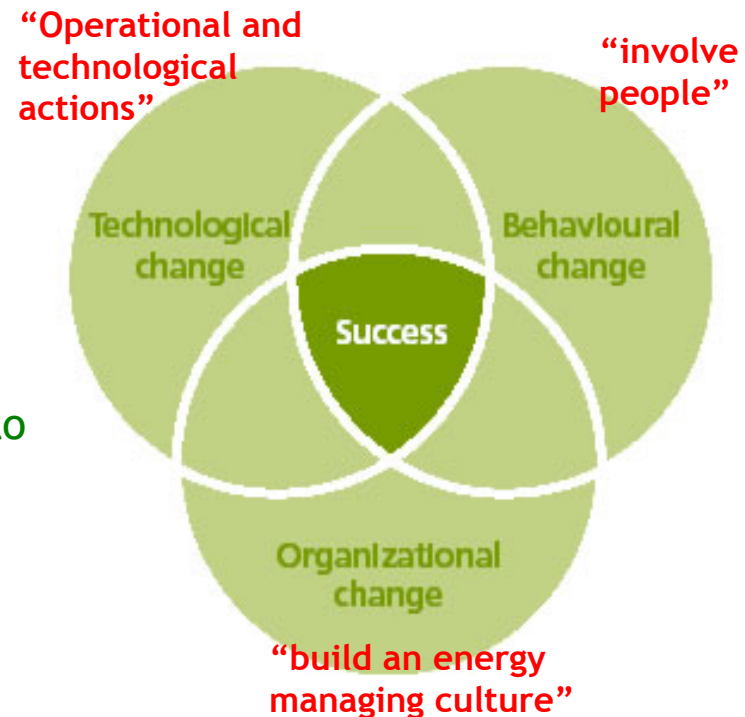 “Operational and
technological
actions”
“involve
people”
Technological
change
Behavioural
change
Success
Organizational
change
“build an energy
managing culture”